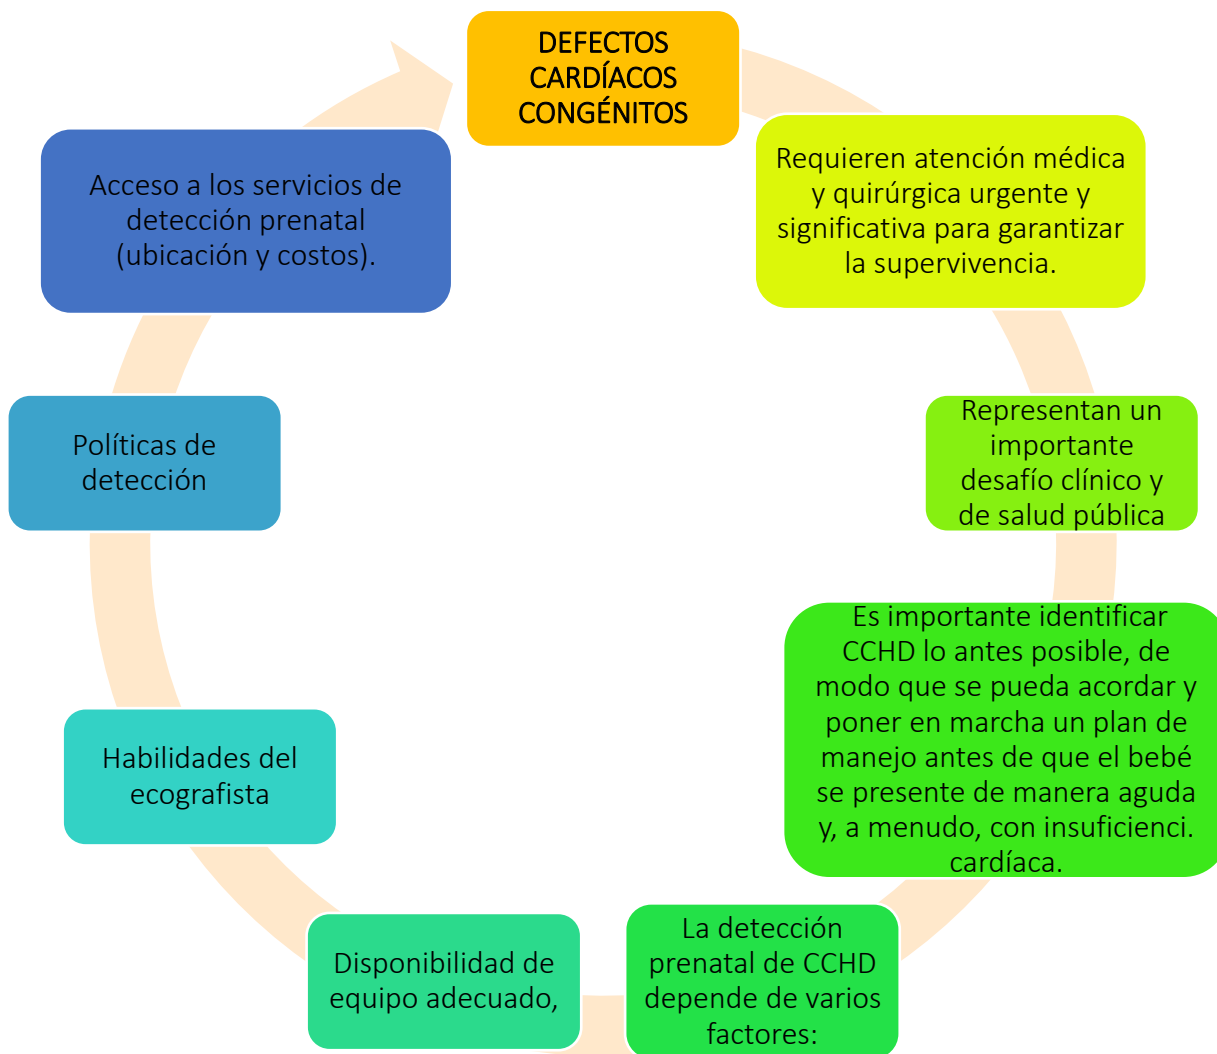 DEFECTOS
CARDÍACOS
CONGÉNITOS
Requieren atención médica
y quirúrgica urgente y
significativa para garantizar
la supervivencia.
Representan un
importante
desafío clínico y
de salud pública
Es importante identificar
CCHD lo antes posible, de
modo que se pueda acordar y
poner en marcha un plan de
manejo antes de que el bebé
se presente de manera aguda
y, a menudo, con insuficienci.
cardíaca.
La detección
prenatal de CCHD
depende de varios
factores:
Disponibilidad de
equipo adecuado,
Habilidades del
ecografista
Políticas de
detección
Acceso a los servicios de
detección prenatal
(ubicación y costos).